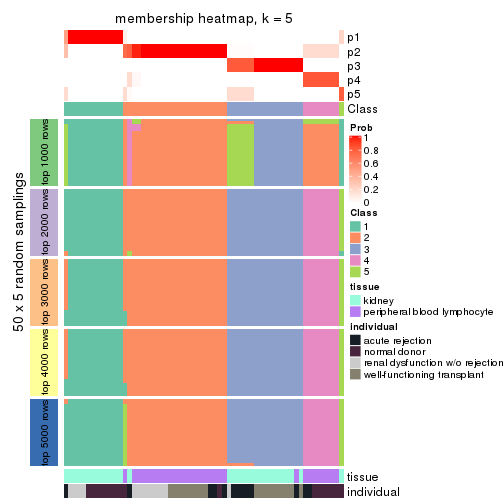 membership heatmap, k = 5
p1
p2
p3
p4
p5
Class
50 x 5 random samplings
top 1000 rows
top 2000 rows
top 3000 rows
top 4000 rows
top 5000 rows
tissue
individual
Prob
1
0.8
0.6
0.4
0.2
0
Class
1
2
3
4
5
tissue
kidney
peripheral blood lymphocyte
individual
acute rejection
normal donor
renal dysfunction w/o rejection
well-functioning transplant